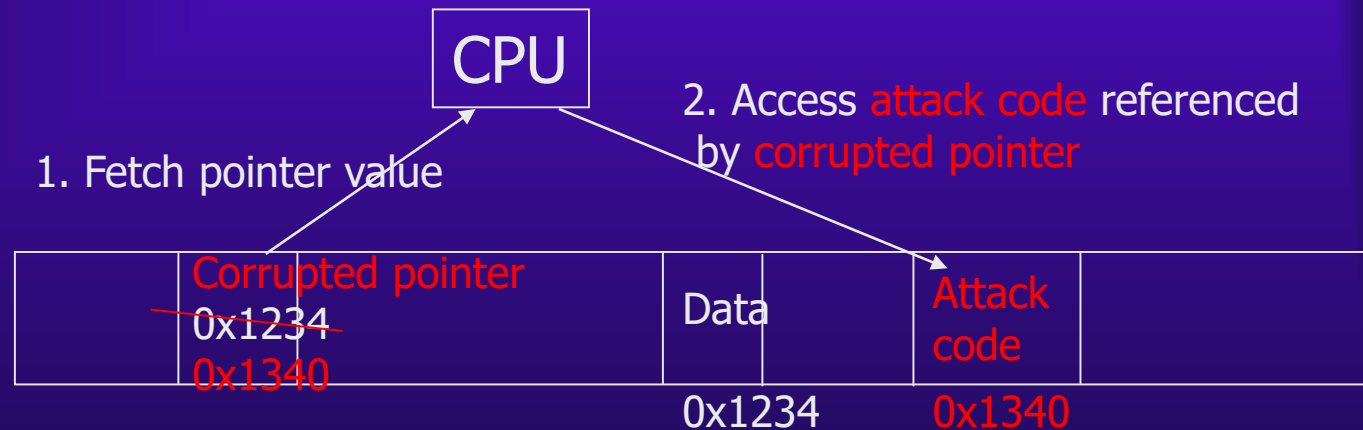 CPU
2. Access attack code referenced
by corrupted pointer
1. Fetch pointer value
Corrupted pointer
0x1234
0x1340
Data
Attack
code
0x1234
0x1340